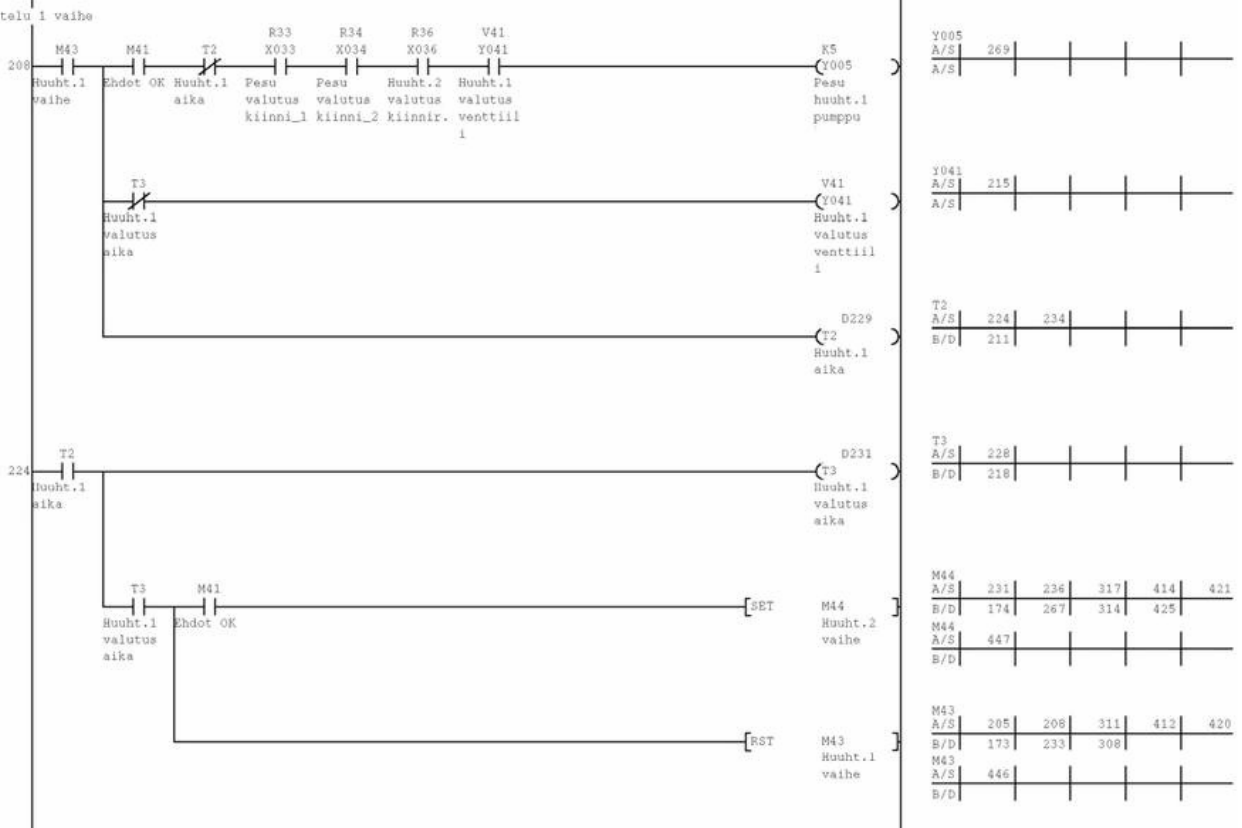 telu 1 vaihe
R33 R34 R36 V41
M43 M41 T2 X033 X034 X036 Y041 K5
208 Y005
Huuht.1 Ehdot OK Huuht.1 Pesu Pesu Huuht.2 Huuht.1 Pesu
vaihe aika valutus valutus valutus valutus huuht.1
kiinni_1 kiinni_2 kiinnir. venttiil pumppu
i
Y005
A/S 269
A/S
T3 V41
Y041
Huuht.1 Huuht.1
valutus valutus
aika venttiil
i
Y041
A/S 215
A/S
D229
T2
Huuht.1
aika
T2
A/S 224 234
B/D 211
T2 D231
224 T3
Huuht.1 Huuht.1
aika valutus
aika
T3
A/S 228
B/D 218
T3 M41
SET M44
Huuht.1 Ehdot OK Huuht.2
valutus vaihe
aika
M44
A/S 231 236 317 414 421
B/D 174 267 314 425
M44
A/S 447
B/D
RST M43
Huuht.1
vaihe
M43
A/S 205 208 311 412 420
B/D 173 233 308
M43
A/S 446
B/D